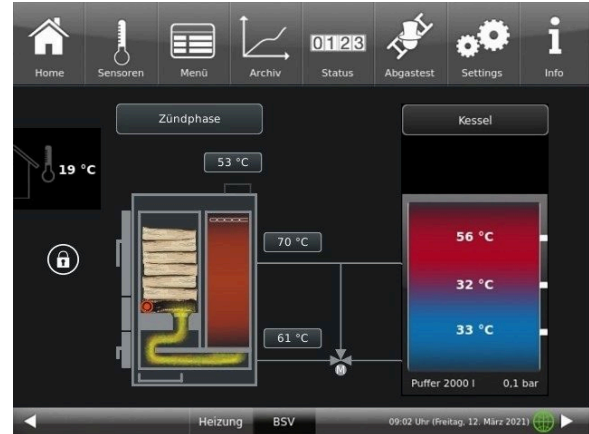 Home Sensoren Menü Archiv 0123 Status Abgastest Settings Info
Zündphase Kessel
53 °C
19 °C
70 °C 56 °C
32 °C
61 °C 33 °C
M
Puffer 2000 l 0,1 bar
Heizung BSV 09:02 Uhr (Freitag, 12. März 2021)